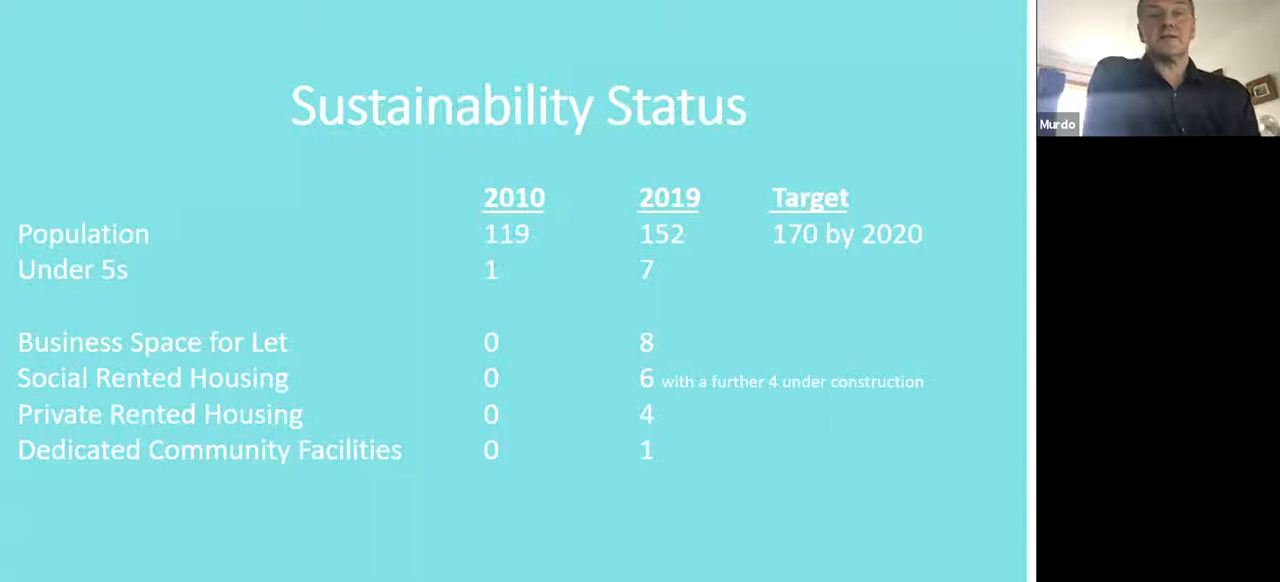 Sustainability Status
2010 2019 Target
Population 119 152 170 by 2020
Under 5s 1 7
Business Space for Let 0 8
Social Rented Housing 0 6 with a further 4 under construction
Private Rented Housing 0 4
Dedicated Community Facilities 0 1
Murdo